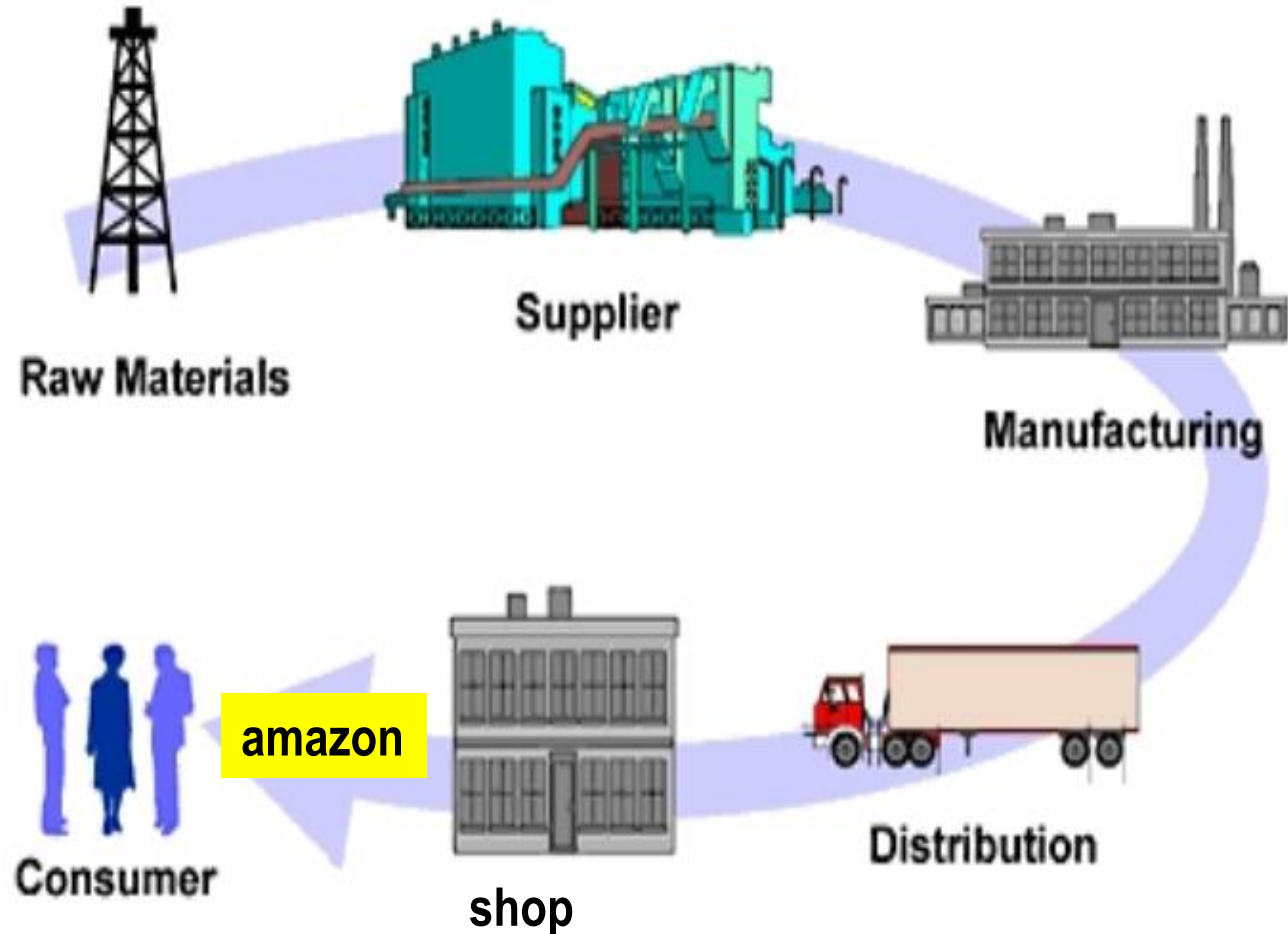 Raw Materials
Supplier
Manufacturing
Distribution
shop
amazon
Consumer